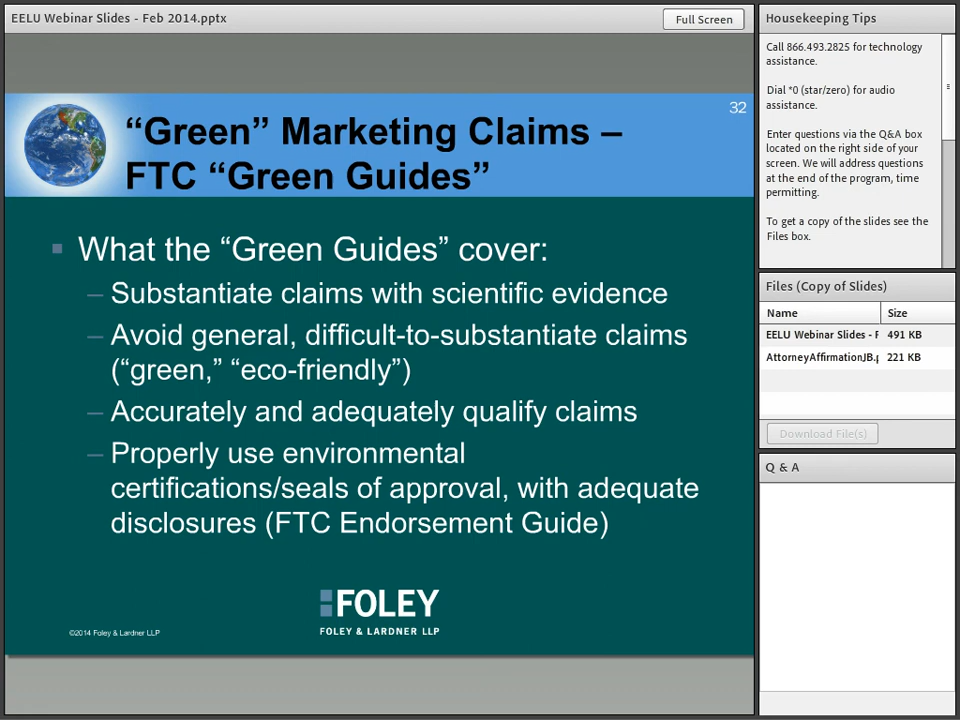 EELU Webinar Slides - Feb 2014.pptx
Full Screen
32
“Green” Marketing Claims –
FTC “Green Guides”
What the “Green Guides” cover:
– Substantiate claims with scientific evidence
– Avoid general, difficult-to-substantiate claims
(“green,” “eco-friendly”)
– Accurately and adequately qualify claims
– Properly use environmental
certifications/seals of approval, with adequate
disclosures (FTC Endorsement Guide)
FOLEY
FOLEY & LARDNER LLP
©2014 Foley & Lardner LLP
Housekeeping Tips
Call 866.493.2825 for technology
assistance.
Dial *0 (star/zero) for audio
assistance.
Enter questions via the Q&A box
located on the right side of your
screen. We will address questions
at the end of the program, time
permitting.
To get a copy of the slides see the
Files box.
Files (Copy of Slides)
Name Size
EELU Webinar Slides - F 491 KB
AttorneyAffirmationJB.p 221 KB
Download File(s)
Q & A